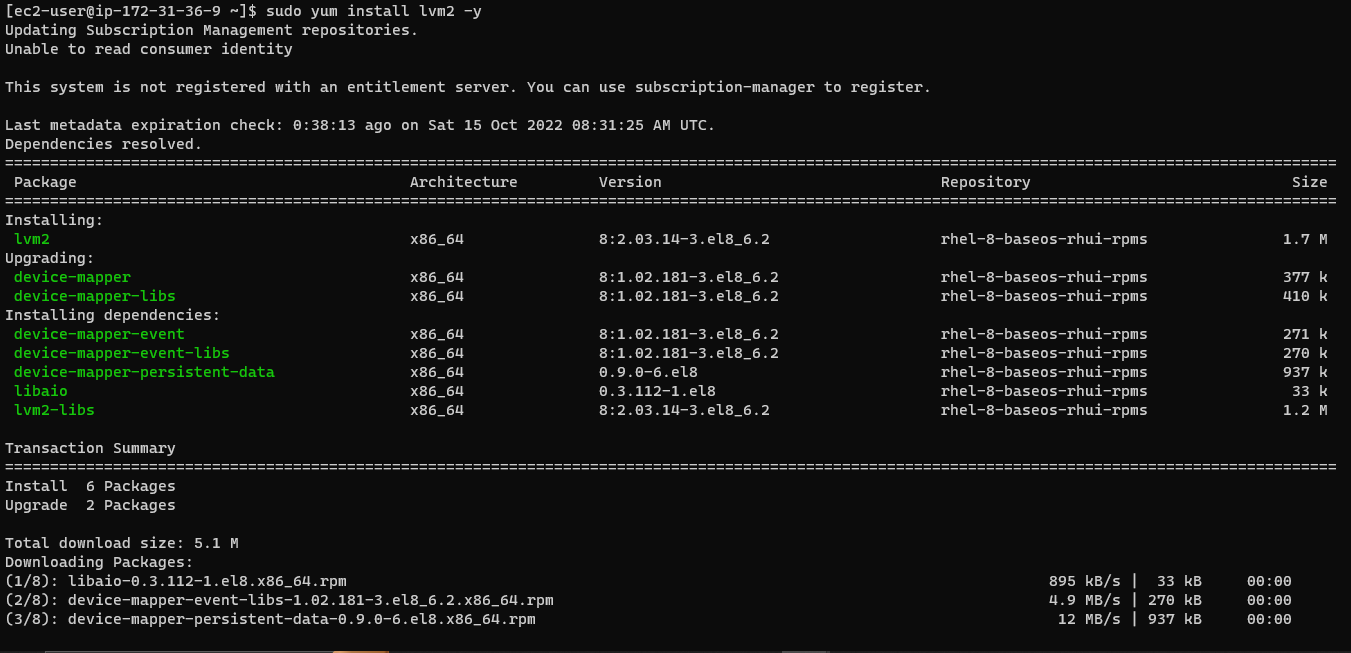 [ec2-user@ip-172-31-36-9 ~]$ sudo yum install lvm2 -y
Updating Subscription Management repositories.
Unable to read consumer identity
This system is not registered with an entitlement server. You can use subscription-manager to register.
Last metadata expiration check: 0:38:13 ago on Sat 15 Oct 2022 08:31:25 AM UTC.
Dependencies resolved.
================================================================================
Package Architecture Version Repository Size
================================================================================
Installing:
lvm2 x86_64 8:2.03.14-3.el8_6.2 rhel-8-baseos-rhui-rpms 1.7 M
Upgrading:
device-mapper x86_64 8:1.02.181-3.el8_6.2 rhel-8-baseos-rhui-rpms 377 k
device-mapper-libs x86_64 8:1.02.181-3.el8_6.2 rhel-8-baseos-rhui-rpms 410 k
Installing dependencies:
device-mapper-event x86_64 8:1.02.181-3.el8_6.2 rhel-8-baseos-rhui-rpms 271 k
device-mapper-event-libs x86_64 8:1.02.181-3.el8_6.2 rhel-8-baseos-rhui-rpms 270 k
device-mapper-persistent-data x86_64 0.9.0-6.el8 rhel-8-baseos-rhui-rpms 937 k
libaio x86_64 0.3.112-1.el8 rhel-8-baseos-rhui-rpms 33 k
lvm2-libs x86_64 8:2.03.14-3.el8_6.2 rhel-8-baseos-rhui-rpms 1.2 M
Transaction Summary
================================================================================
Install 6 Packages
Upgrade 2 Packages
Total download size: 5.1 M
Downloading Packages:
(1/8): libaio-0.3.112-1.el8.x86_64.rpm 895 kB/s | 33 kB 00:00
(2/8): device-mapper-event-libs-1.02.181-3.el8_6.2.x86_64.rpm 4.9 MB/s | 270 kB 00:00
(3/8): device-mapper-persistent-data-0.9.0-6.el8.x86_64.rpm 12 MB/s | 937 kB 00:00